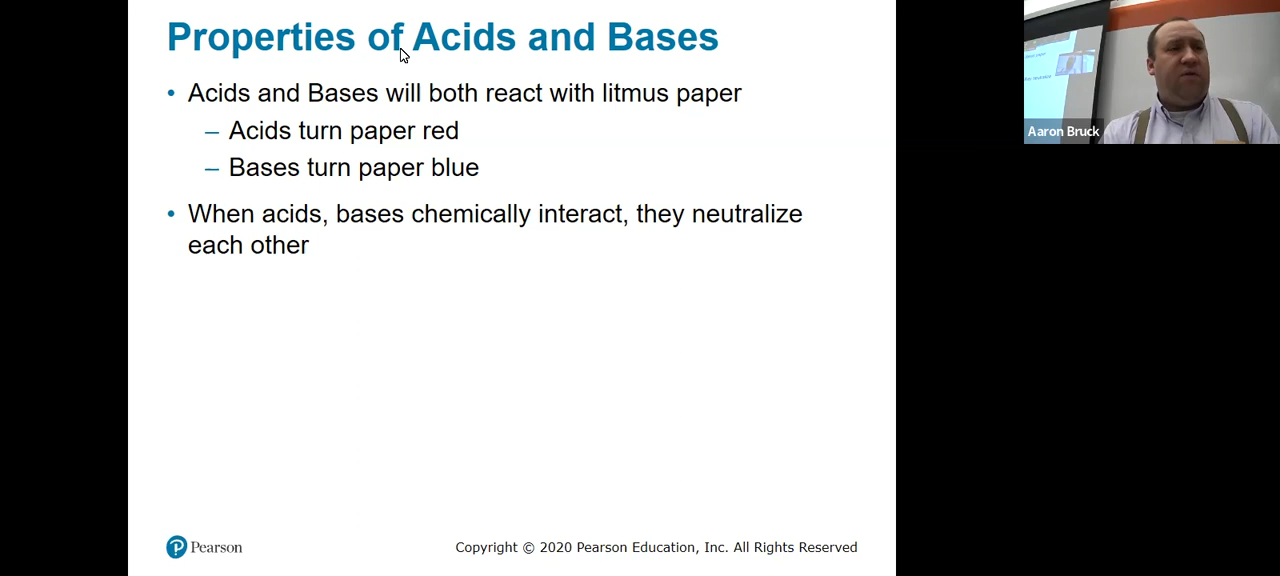 Properties of Acids and Bases
• Acids and Bases will both react with litmus paper
– Acids turn paper red
– Bases turn paper blue
• When acids, bases chemically interact, they neutralize
each other
Pearson
Copyright © 2020 Pearson Education, Inc. All Rights Reserved
Aaron Bruck